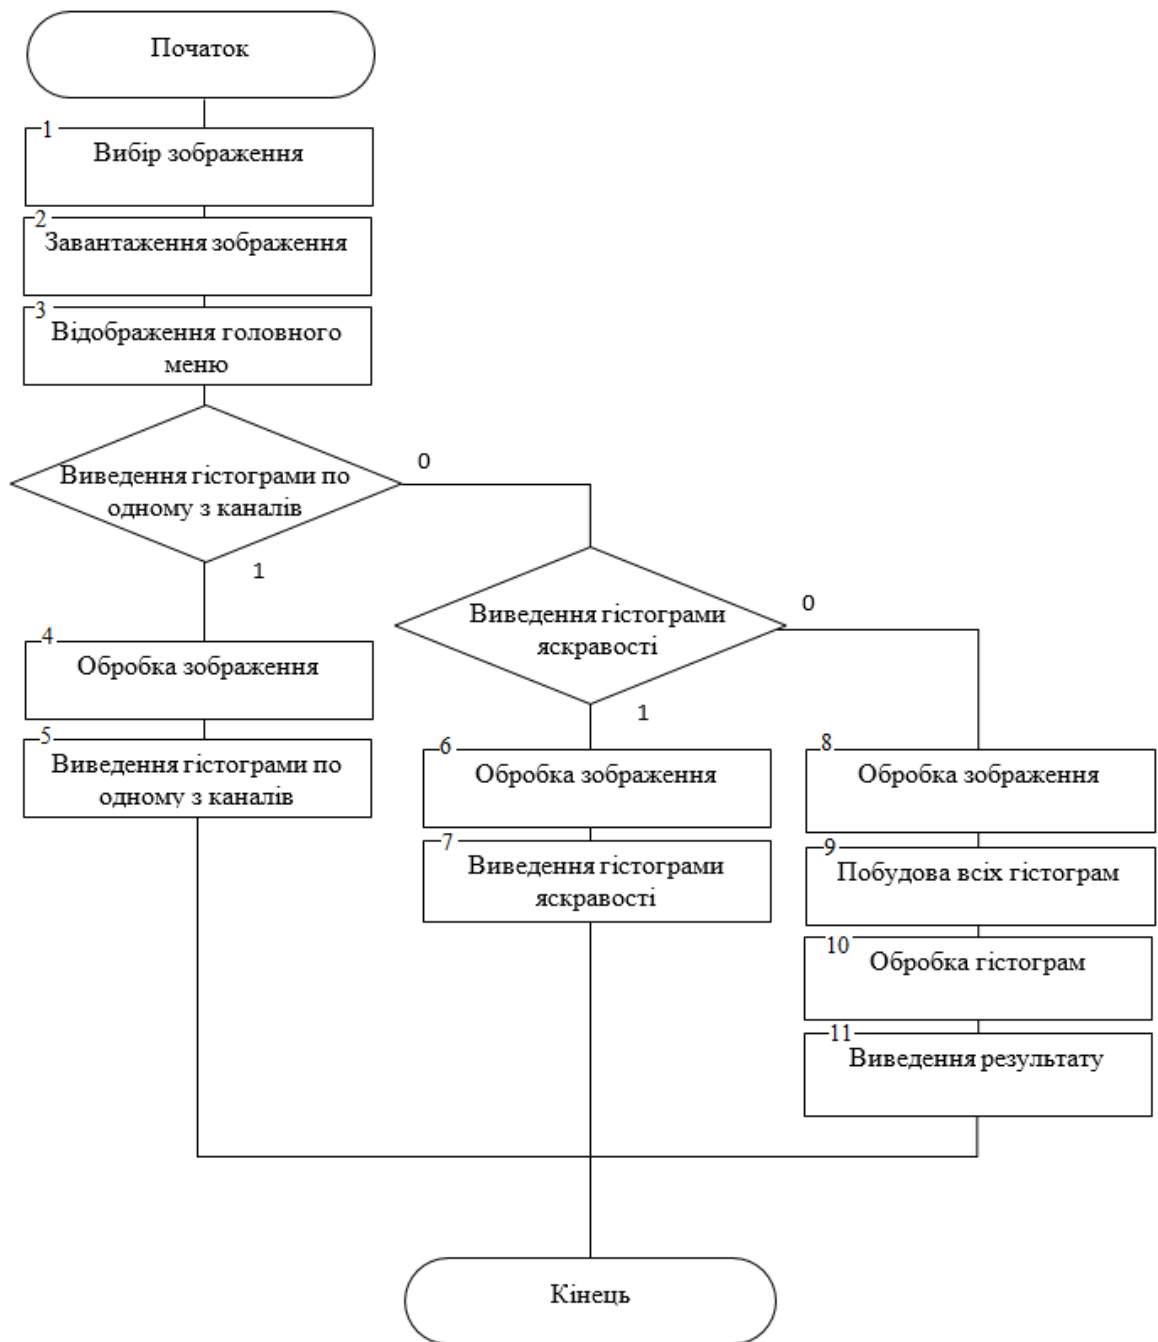 Початок
1
Вибір зображення
2
Завантаження зображення
3
Відображення головного
меню
Виведення гістограми по
одному з каналів
0
1
4
Обробка зображення
5
Виведення гістограми по
одному з каналів
Виведення гістограми
яскравості
0
1
6
Обробка зображення
7
Виведення гістограми
яскравості
8
Обробка зображення
9
Побудова всіх гістограм
10
Обробка гістограм
11
Виведення результату
Кінець